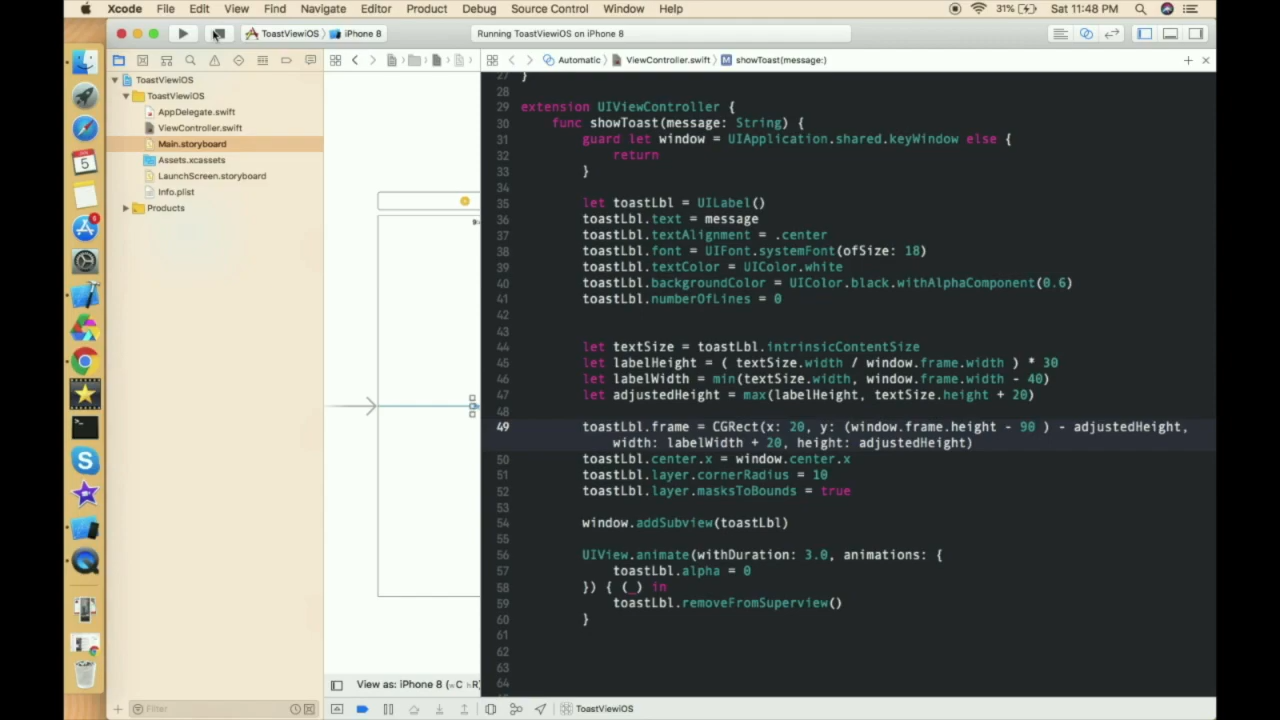 Xcode File Edit View Find Navigate Editor Product Debug Source Control Window Help 31% Sat 11:48 PM
ToastViewiOS iPhone 8 Running ToastViewiOS on iPhone 8
Automatic ViewController.swift showToast(message:)
ToastViewiOS
ToastViewiOS
AppDelegate.swift
ViewController.swift
Main.storyboard
Assets.xcassets
LaunchScreen.storyboard
Info.plist
Products
5
27 }
28
29 extension UIViewController {
30 func showToast(message: String) {
31 guard let window = UIApplication.shared.keyWindow else {
32 return
33 }
34
35 let toastLbl = UILabel()
36 toastLbl.text = message
37 toastLbl.textAlignment = .center
38 toastLbl.font = UIFont.systemFont(ofSize: 18)
39 toastLbl.textColor = UIColor.white
40 toastLbl.backgroundColor = UIColor.black.withAlphaComponent(0.6)
41 toastLbl.numberOfLines = 0
42
43
44 let textSize = toastLbl.intrinsicContentSize
45 let labelHeight = ( textSize.width / window.frame.width ) * 30
46 let labelWidth = min(textSize.width, window.frame.width - 40)
47 let adjustedHeight = max(labelHeight, textSize.height + 20)
48
49 toastLbl.frame = CGRect(x: 20, y: (window.frame.height - 90 ) - adjustedHeight,
width: labelWidth + 20, height: adjustedHeight)
50 toastLbl.center.x = window.center.x
51 toastLbl.layer.cornerRadius = 10
52 toastLbl.layer.masksToBounds = true
53
54 window.addSubview(toastLbl)
55
56 UIView.animate(withDuration: 3.0, animations: {
57 toastLbl.alpha = 0
58 }) { (_) in
59 toastLbl.removeFromSuperview()
60 }
61
62
63
64
View as: iPhone 8 (wC hR)
Filter
ToastViewiOS